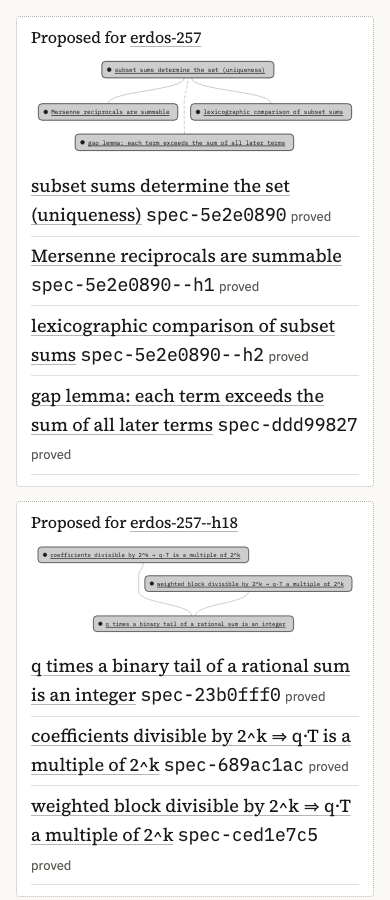 Proposed for erdos-257
subset sums determine the set (uniqueness)
Mersenne reciprocals are summable
lexicographic comparison of subset sums
gap lemma: each term exceeds the sum of all later terms
subset sums determine the set
(uniqueness) spec-5e2e0890 proved
Mersenne reciprocals are summable
spec-5e2e0890--h1 proved
lexicographic comparison of subset
sums spec-5e2e0890--h2 proved
gap lemma: each term exceeds the
sum of all later terms spec-ddd99827
proved
Proposed for erdos-257--h18
coefficients divisible by 2^k ⇒ q·T is a multiple of 2^k
weighted block divisible by 2^k ⇒ q·T a multiple of 2^k
q times a binary tail of a rational sum is an integer
q times a binary tail of a rational sum
is an integer spec-23b0fff0 proved
coefficients divisible by 2^k ⇒ q·T is a
multiple of 2^k spec-689ac1ac proved
weighted block divisible by 2^k ⇒ q·T
a multiple of 2^k spec-ced1e7c5
proved